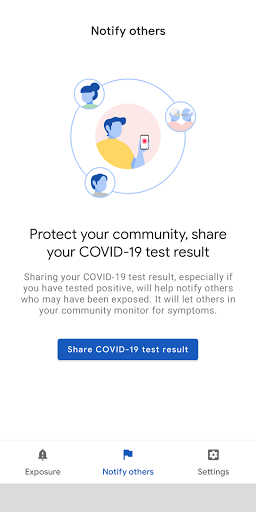 Notify others
Protect your community, share
your COVID-19 test result
Sharing your COVID-19 test result, especially if
you have tested positive, will help notify others
who may have been exposed. It will let others in
your community monitor for symptoms.
Share COVID-19 test result
Exposure
Notify others
Settings